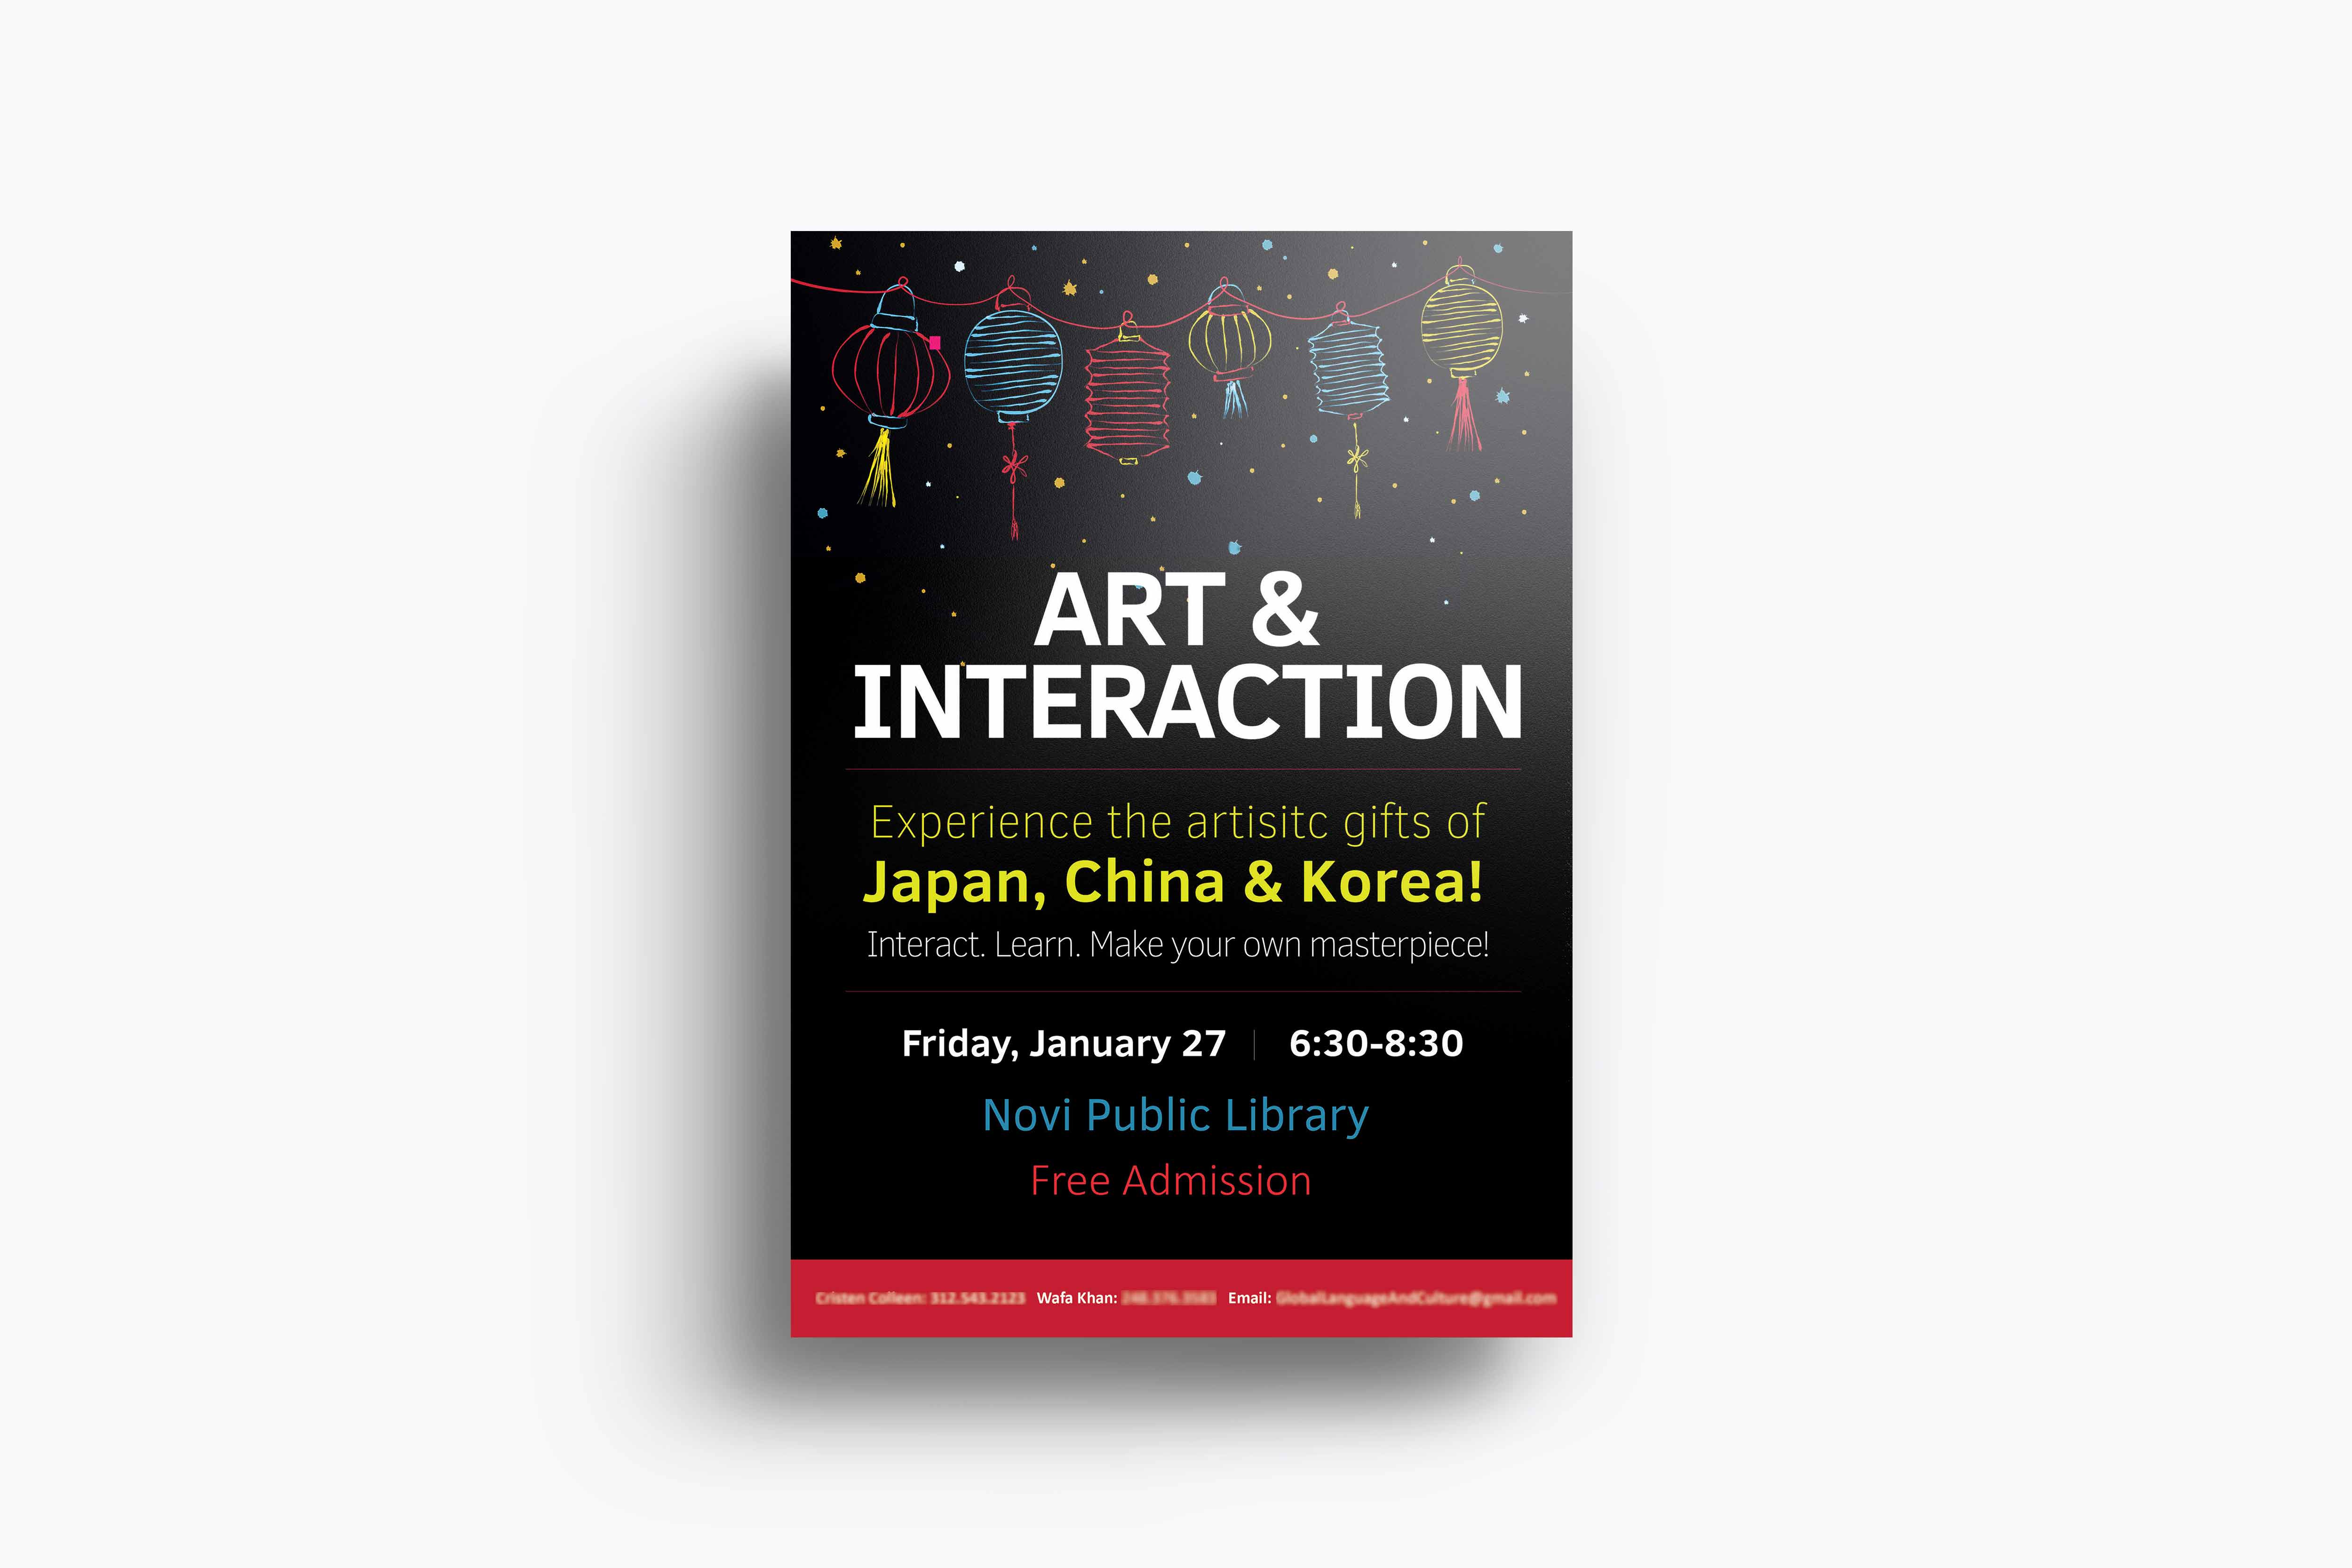 ART &
INTERACTION
Experience the artisitc gifts of
Japan, China & Korea!
Interact. Learn. Make your own masterpiece!
Friday, January 27 | 6:30-8:30
Novi Public Library
Free Admission
Wafa Khan: Email: